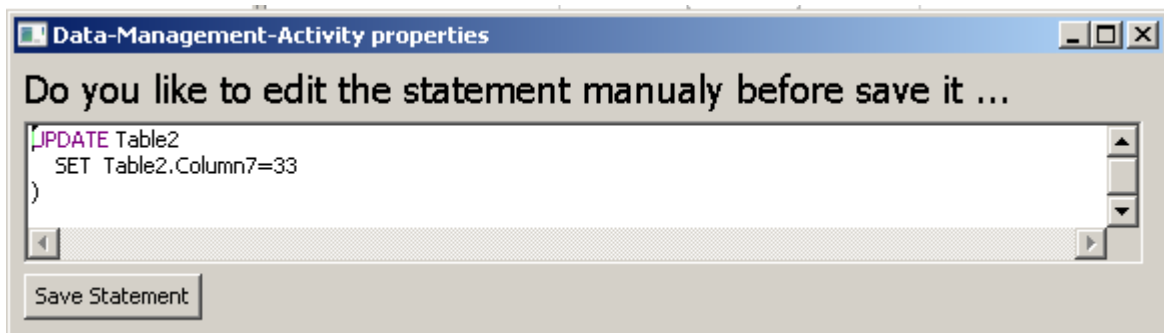 Data-Management-Activity properties
Do you like to edit the statement manualy before save it ...
UPDATE Table2
SET Table2.Column7=33
)
Save Statement